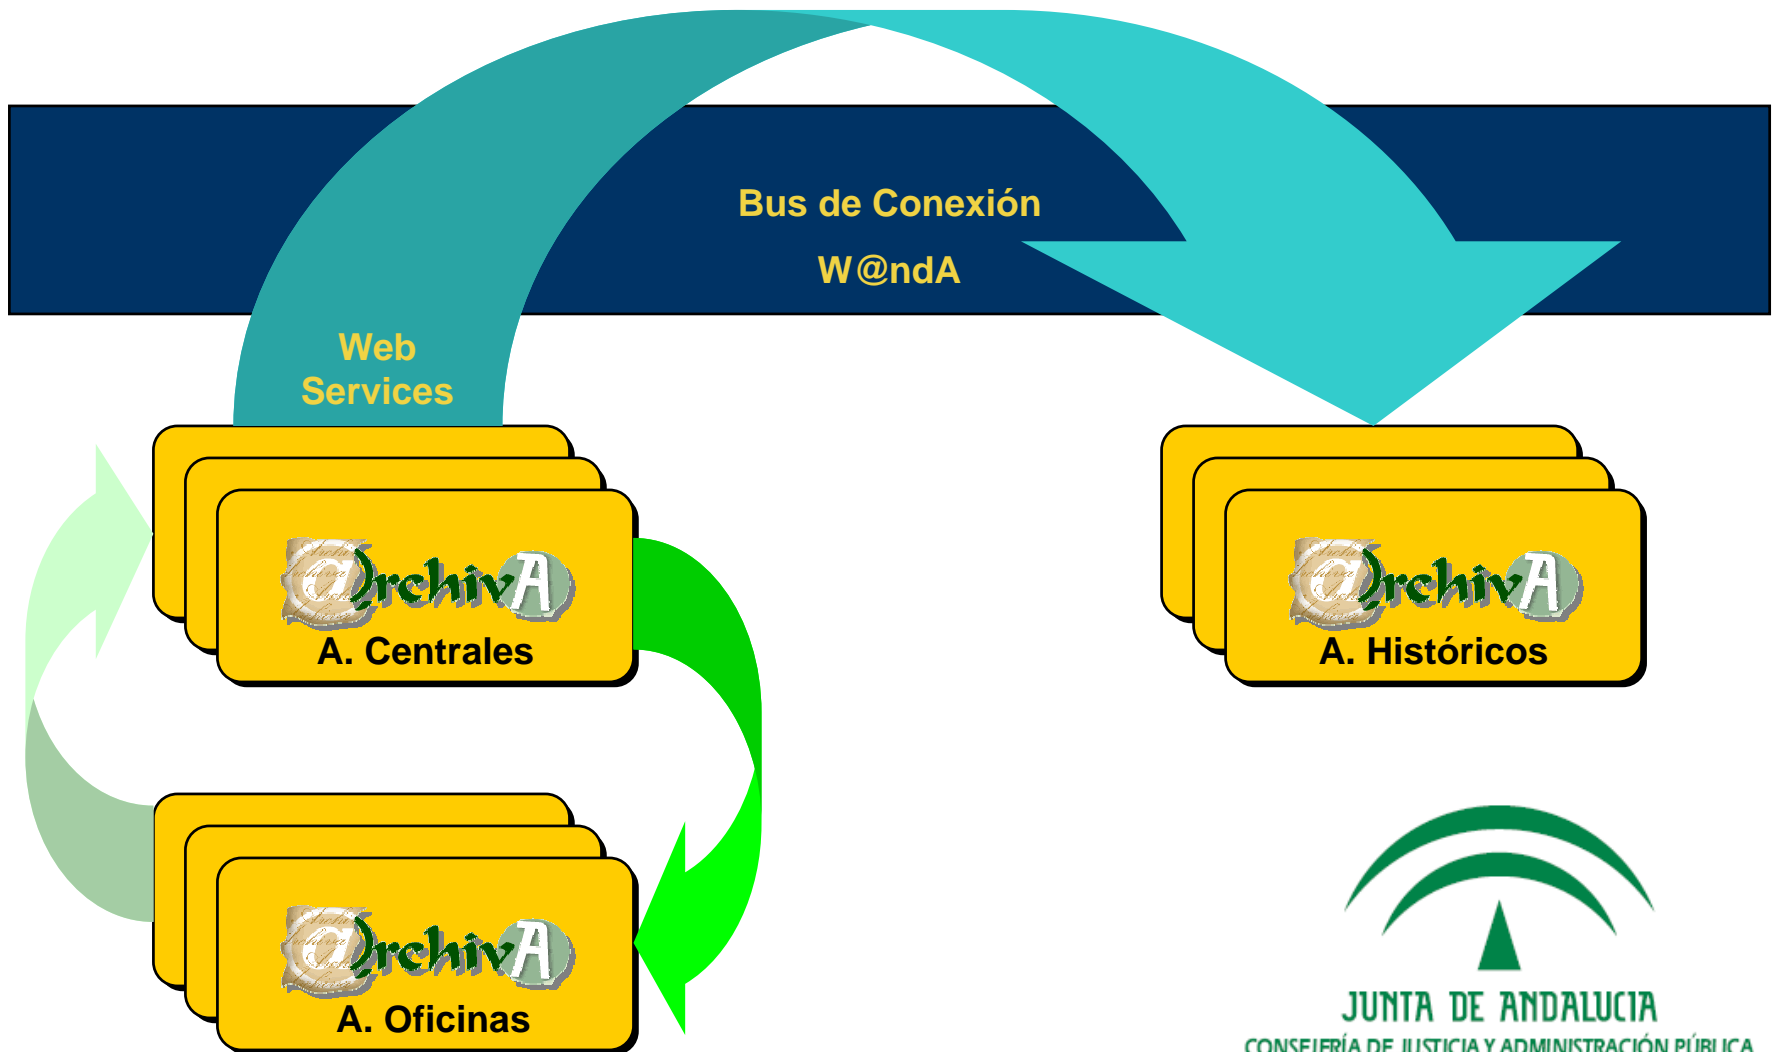 Bus de Conexión
W@ndA
Web
Services
@rchivA
A. Centrales
@rchivA
A. Históricos
@rchivA
A. Oficinas
JUNTA DE ANDALUCIA
CONSEJERÍA DE JUSTICIA Y ADMINISTRACIÓN PÚBLICA